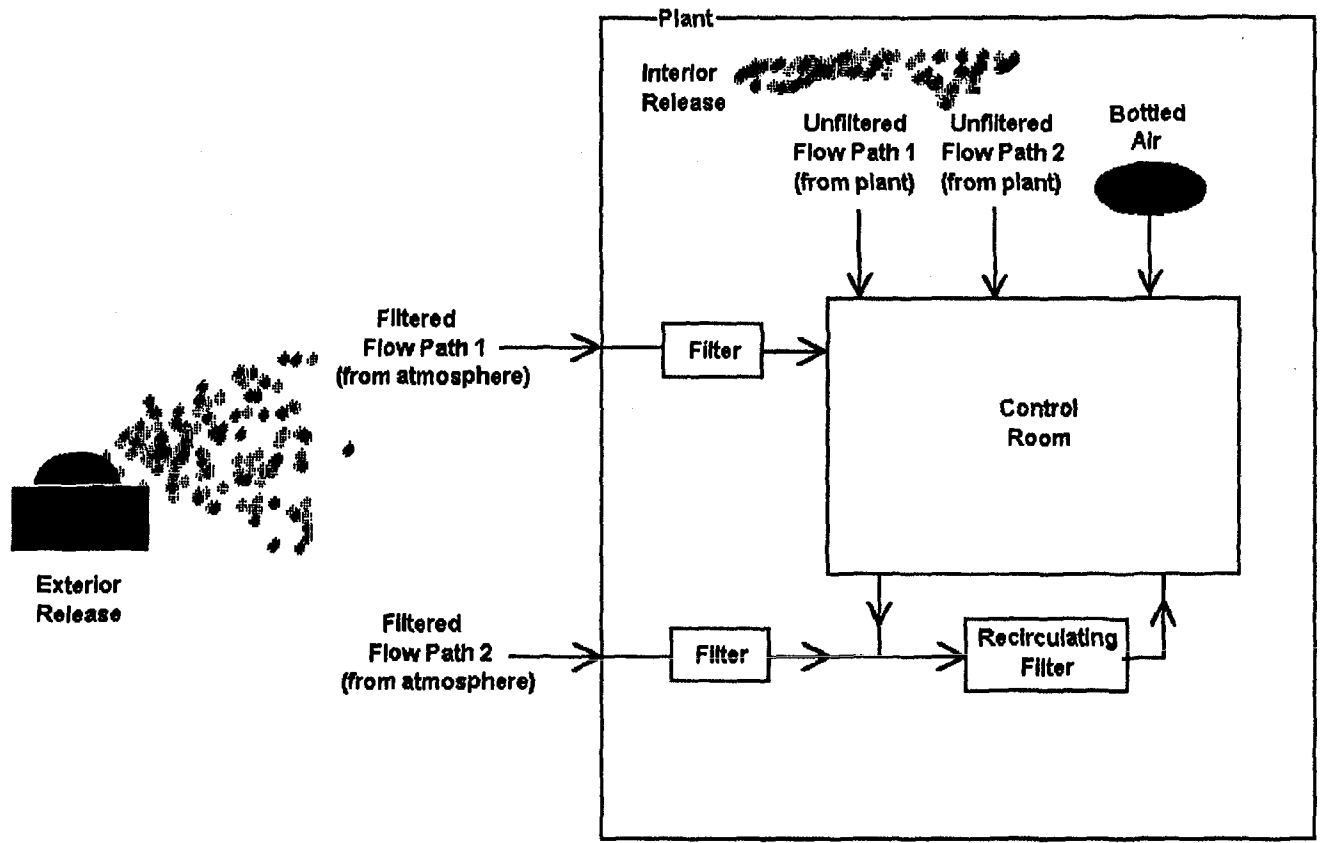 Plant
Interior
Release
Unfiltered
Flow Path 1
(from plant)
Unfiltered
Flow Path 2
(from plant)
Bottled
Air
Filtered
Flow Path 1
(from atmosphere)
Filter
Control
Room
Exterior
Release
Filtered
Flow Path 2
(from atmosphere)
Filter
Recirculating
Filter